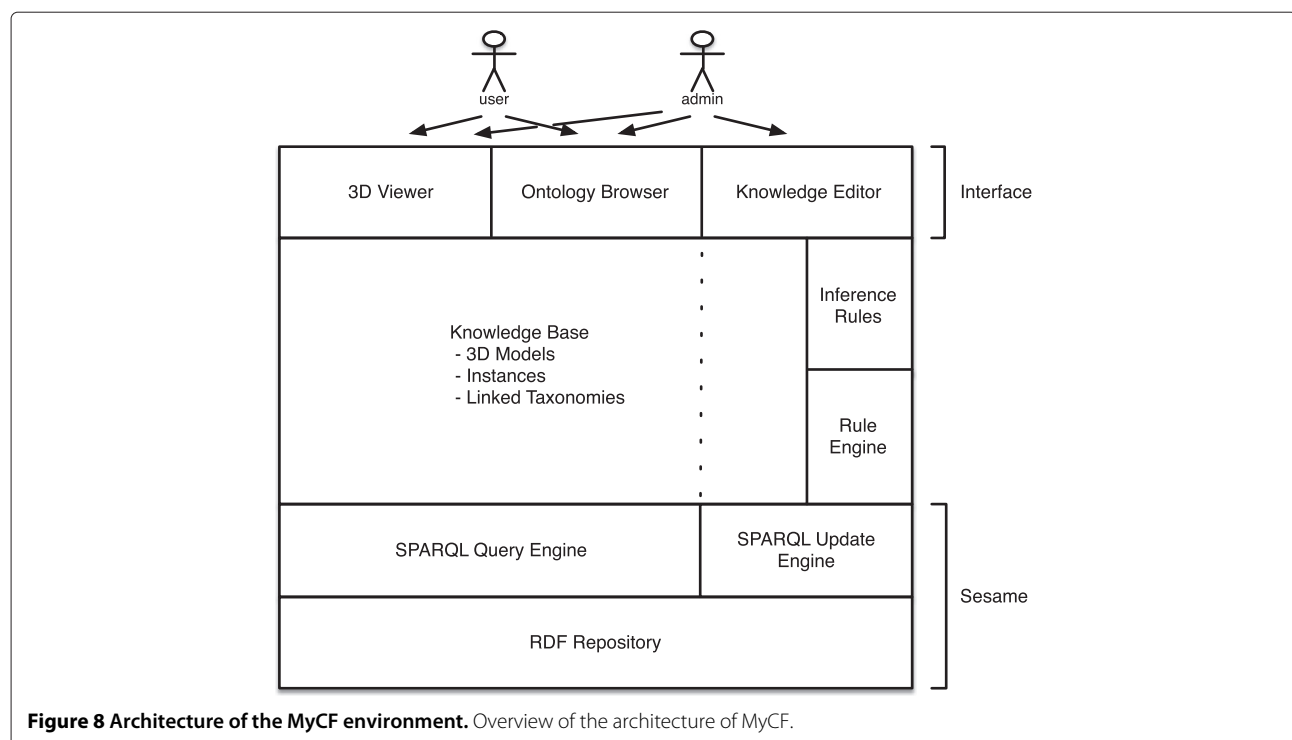 user
admin
3D Viewer
Ontology Browser
Knowledge Editor
Interface
Inference
Rules
Knowledge Base
- 3D Models
- Instances
- Linked Taxonomies
Rule
Engine
SPARQL Query Engine
SPARQL Update
Engine
Sesame
RDF Repository
Figure 8 Architecture of the MyCF environment. Overview of the architecture of MyCF.